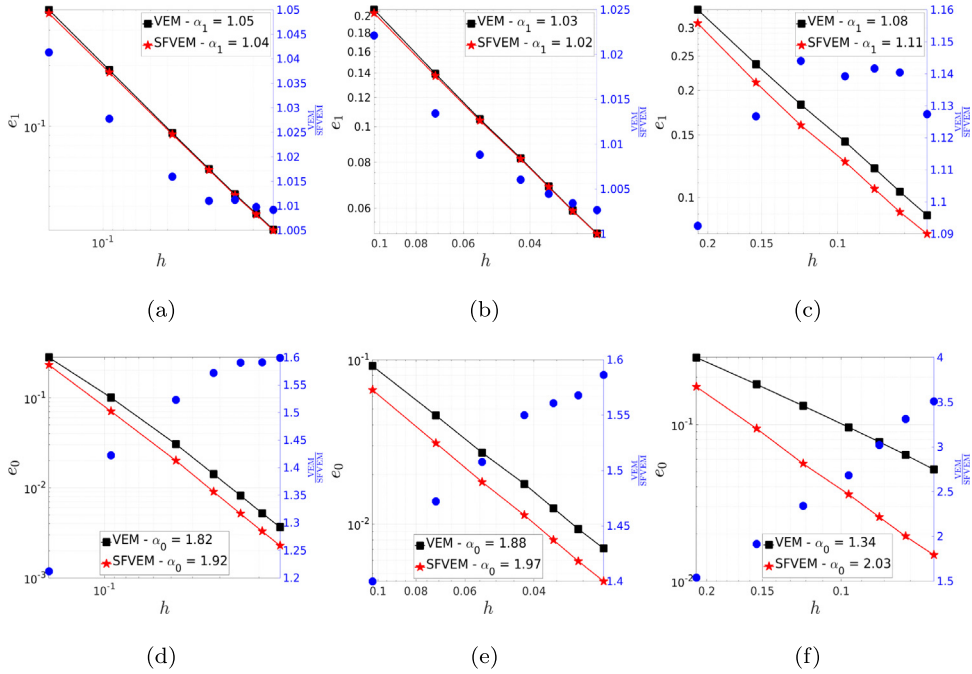 VEM - α1 = 1.05
SFVEM - α1 = 1.04
10^-1
e1
10^-1
h
1.05
1.045
1.04
1.035
1.03
1.025
1.02
1.015
1.01
1.005
VEM
SFVEM
(a)
VEM - α1 = 1.03
SFVEM - α1 = 1.02
0.2
0.18
0.16
0.14
0.12
0.1
0.08
0.06
e1
0.1
0.08
0.06
0.04
h
1.025
1.02
1.015
1.01
1.005
1
VEM
SFVEM
(b)
VEM - α1 = 1.08
SFVEM - α1 = 1.11
0.3
0.25
0.2
0.15
0.1
e1
0.2
0.15
0.1
h
1.16
1.15
1.14
1.13
1.12
1.11
1.1
1.09
VEM
SFVEM
(c)
10^-1
10^-2
10^-3
e0
VEM - α0 = 1.82
SFVEM - α0 = 1.92
10^-1
h
1.6
1.55
1.5
1.45
1.4
1.35
1.3
1.25
1.2
VEM
SFVEM
(d)
10^-1
10^-2
e0
VEM - α0 = 1.88
SFVEM - α0 = 1.97
0.1
0.08
0.06
0.04
h
1.6
1.55
1.5
1.45
1.4
VEM
SFVEM
(e)
10^-1
10^-2
e0
VEM - α0 = 1.34
SFVEM - α0 = 2.03
0.2
0.15
0.1
h
4
3.5
3
2.5
2
1.5
VEM
SFVEM
(f)